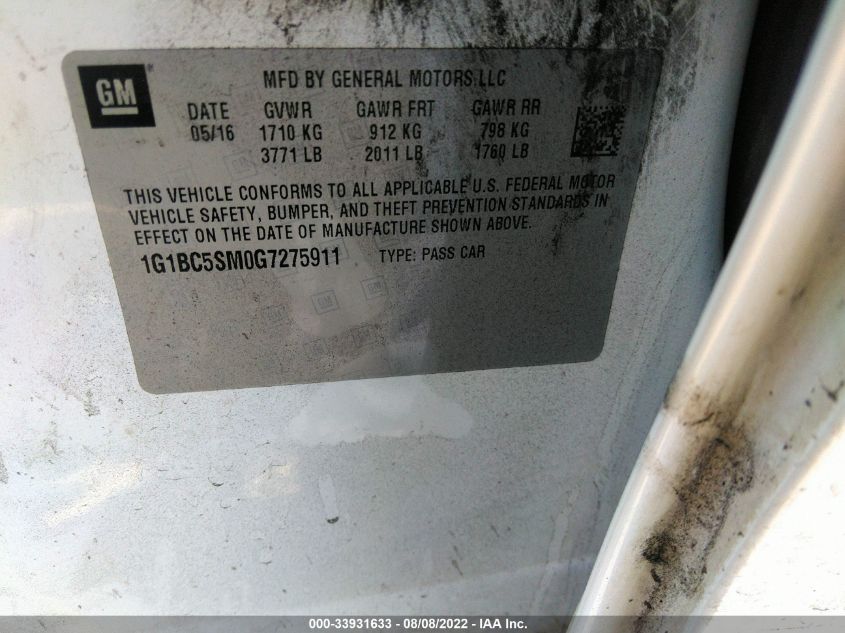 GM
MFD BY GENERAL MOTORS LLC
DATE GVWR GAWR FRT GAWR RR
05/16 1710 KG 912 KG 798 KG
3771 LB 2011 LB 1760 LB
THIS VEHICLE CONFORMS TO ALL APPLICABLE U.S. FEDERAL MOTOR
VEHICLE SAFETY, BUMPER, AND THEFT PREVENTION STANDARDS IN
EFFECT ON THE DATE OF MANUFACTURE SHOWN ABOVE.
1G1BC5SM0G7275911 TYPE: PASS CAR
000-33931633 - 08/08/2022 - IAA Inc.